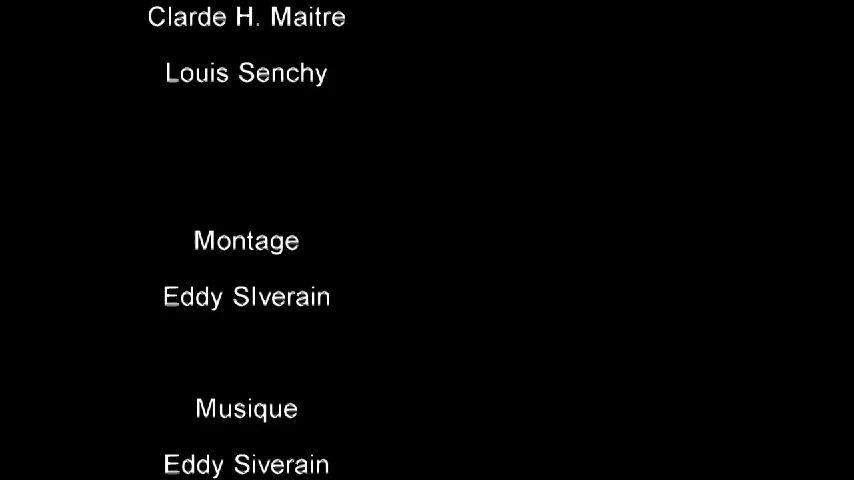 Clarde H. Maitre
Louis Senchy
Montage
Eddy SIverain
Musique
Eddy Siverain